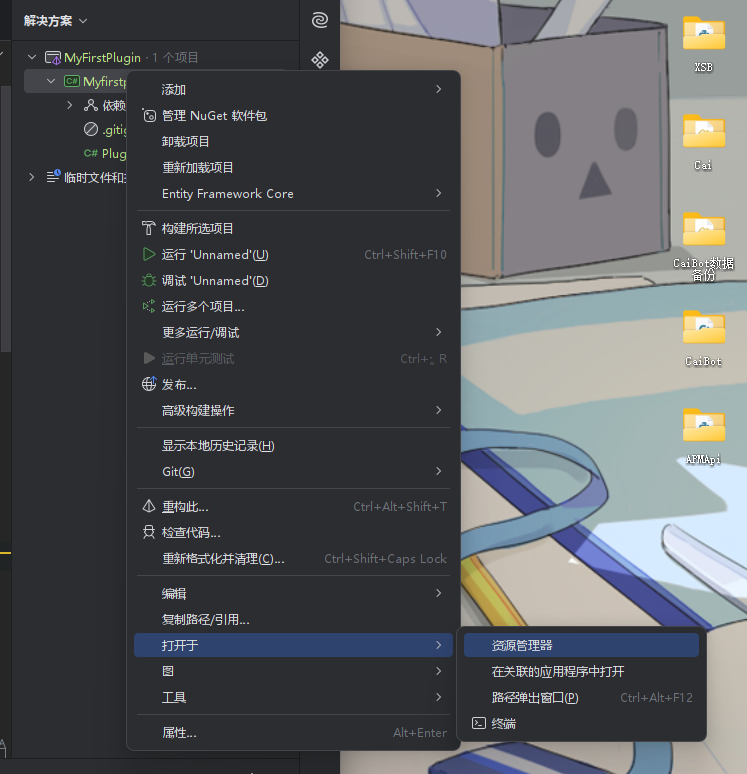 解决方案
MyFirstPlugin · 1 个项目
Myfirstp
依赖
.gitig
C# Plug
临时文件和
添加
管理 NuGet 软件包
卸载项目
重新加载项目
Entity Framework Core
构建所选项目
运行 'Unnamed'(U) Ctrl+Shift+F10
调试 'Unnamed'(D)
运行多个项目...
更多运行/调试
运行单元测试 Ctrl+;, R
发布...
高级构建操作
显示本地历史记录(H)
Git(G)
重构此... Ctrl+Alt+Shift+T
检查代码...
重新格式化并清理(C)... Ctrl+Shift+Caps Lock
编辑
复制路径/引用...
打开于
图
工具
属性... Alt+Enter
资源管理器
在关联的应用程序中打开
路径弹出窗口(P) Ctrl+Alt+F12
终端
XSB
Cai
CaiBot数据
备份
CaiBot
APMApi